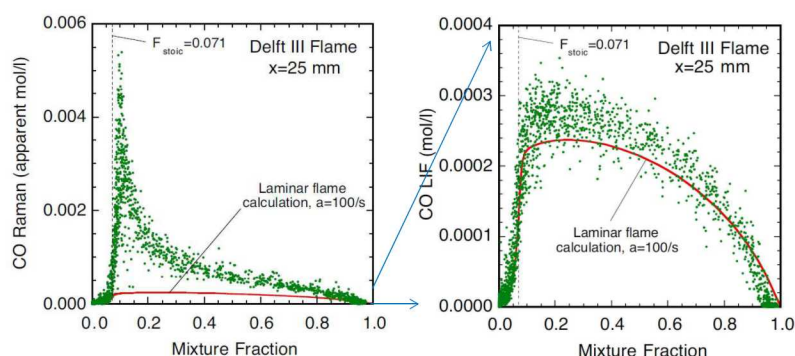 0.006
0.004
0.002
0.000
CO Raman (apparent mol/l)
F stoic =0.071
Delft III Flame
x=25 mm
Laminar flame
calculation, a=100/s
0.0 0.2 0.4 0.6 0.8 1.0
Mixture Fraction
0.0004
0.0003
0.0002
0.0001
0.0000
CO LIF (mol/l)
F stoic =0.071
Delft III Flame
x=25 mm
Laminar flame
calculation, a=100/s
0.0 0.2 0.4 0.6 0.8 1.0
Mixture Fraction